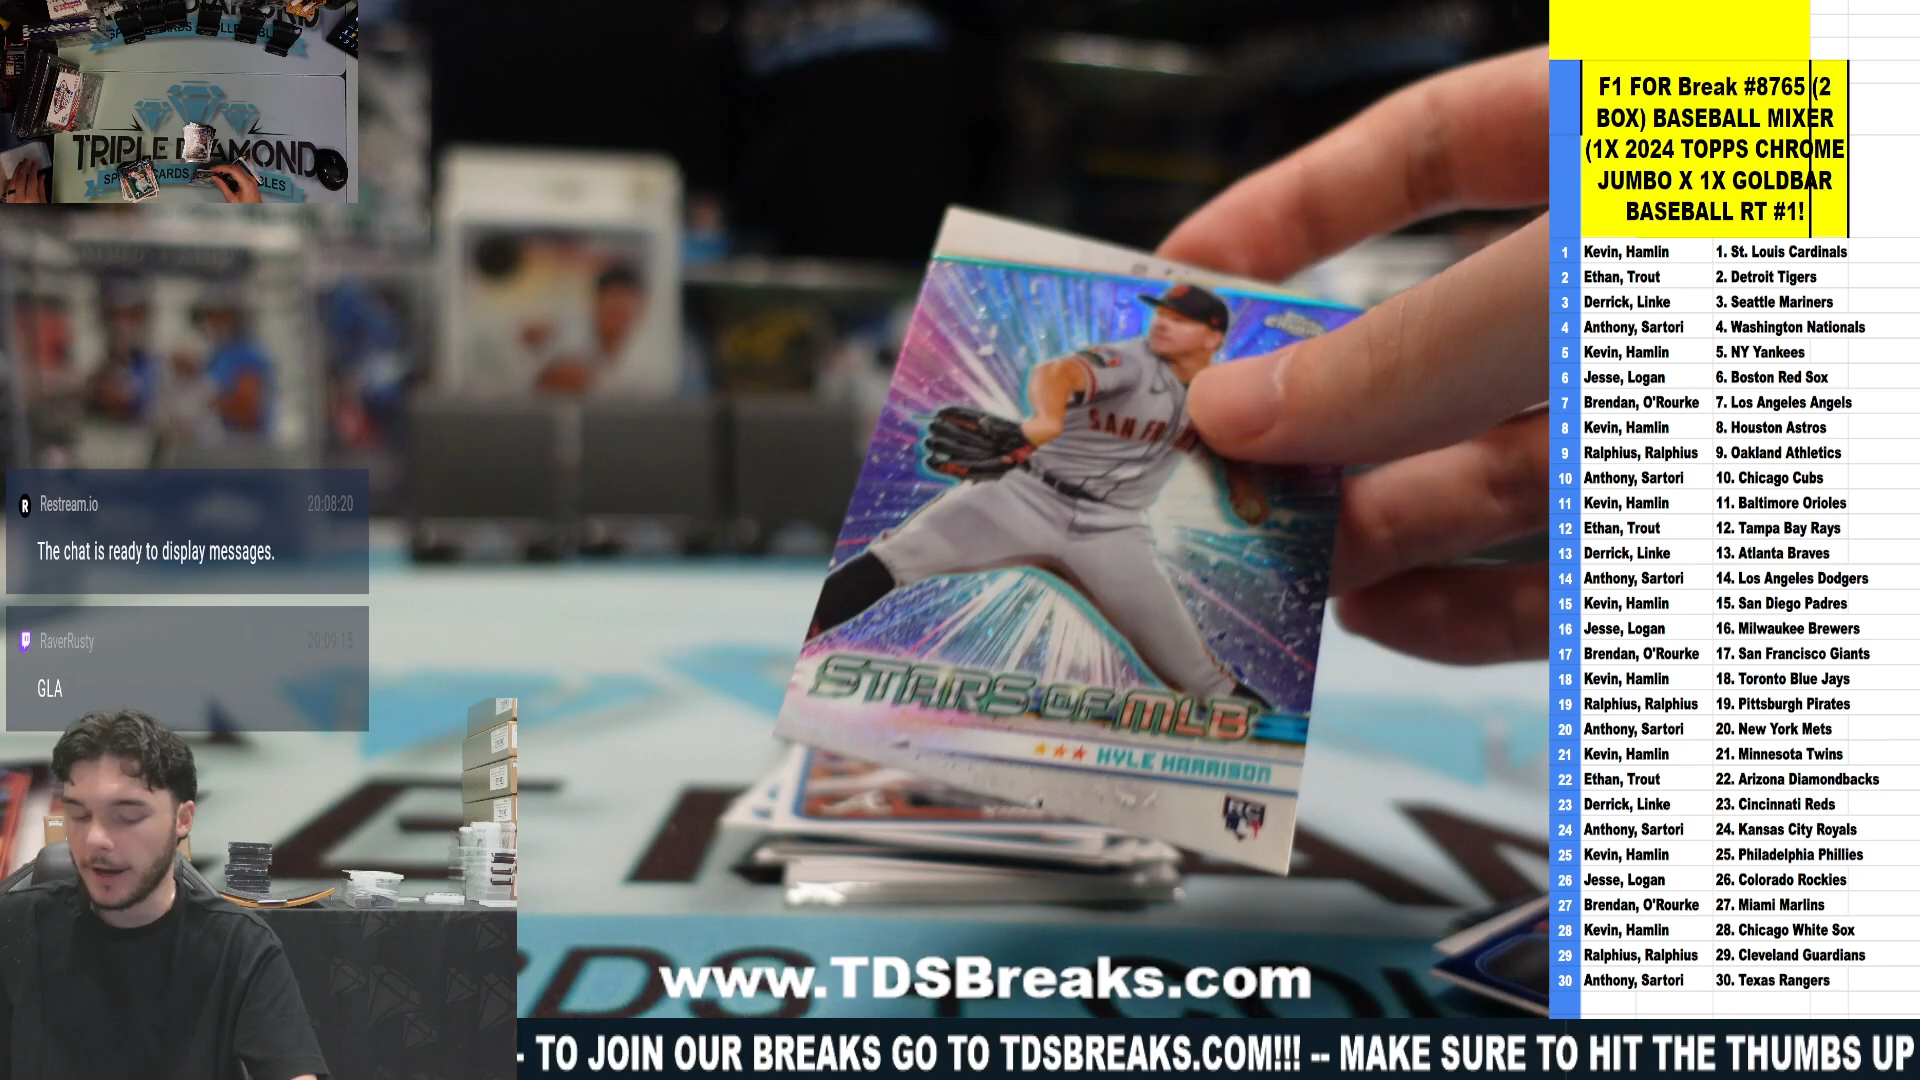 TRIPLE DIAMOND
F1 FOR Break #8765 (2
BOX) BASEBALL MIXER
(1X 2024 TOPPS CHROME
JUMBO X 1X GOLDBAR
BASEBALL RT #1!
1 Kevin, Hamlin 1. St. Louis Cardinals
2 Ethan, Trout 2. Detroit Tigers
3 Derrick, Linke 3. Seattle Mariners
4 Anthony, Sartori 4. Washington Nationals
5 Kevin, Hamlin 5. NY Yankees
6 Jesse, Logan 6. Boston Red Sox
7 Brendan, O'Rourke 7. Los Angeles Angels
8 Kevin, Hamlin 8. Houston Astros
9 Ralphius, Ralphius 9. Oakland Athletics
10 Anthony, Sartori 10. Chicago Cubs
11 Kevin, Hamlin 11. Baltimore Orioles
12 Ethan, Trout 12. Tampa Bay Rays
13 Derrick, Linke 13. Atlanta Braves
14 Anthony, Sartori 14. Los Angeles Dodgers
15 Kevin, Hamlin 15. San Diego Padres
16 Jesse, Logan 16. Milwaukee Brewers
17 Brendan, O'Rourke 17. San Francisco Giants
18 Kevin, Hamlin 18. Toronto Blue Jays
19 Ralphius, Ralphius 19. Pittsburgh Pirates
20 Anthony, Sartori 20. New York Mets
21 Kevin, Hamlin 21. Minnesota Twins
22 Ethan, Trout 22. Arizona Diamondbacks
23 Derrick, Linke 23. Cincinnati Reds
24 Anthony, Sartori 24. Kansas City Royals
25 Kevin, Hamlin 25. Philadelphia Phillies
26 Jesse, Logan 26. Colorado Rockies
27 Brendan, O'Rourke 27. Miami Marlins
28 Kevin, Hamlin 28. Chicago White Sox
29 Ralphius, Ralphius 29. Cleveland Guardians
30 Anthony, Sartori 30. Texas Rangers
Restream.io 20:08:20
The chat is ready to display messages.
RaverRusty 20:09:15
GLA
SAN FR
STARS OF MLB
KYLE HARRISON
RC
www.TDSBreaks.com
- TO JOIN OUR BREAKS GO TO TDSBREAKS.COM!!! -- MAKE SURE TO HIT THE THUMBS UP